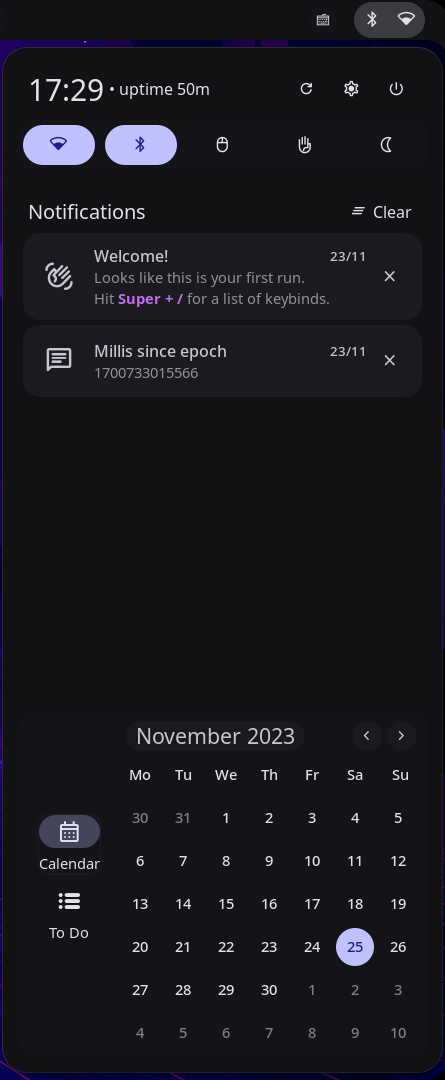 17:29 • uptime 50m
Notifications
Clear
Welcome!
23/11
Looks like this is your first run.
Hit Super + / for a list of keybinds.
Millis since epoch
23/11
1700733015566
November 2023
Mo Tu We Th Fr Sa Su
30 31 1 2 3 4 5
6 7 8 9 10 11 12
13 14 15 16 17 18 19
20 21 22 23 24 25 26
27 28 29 30 1 2 3
4 5 6 7 8 9 10
Calendar
To Do